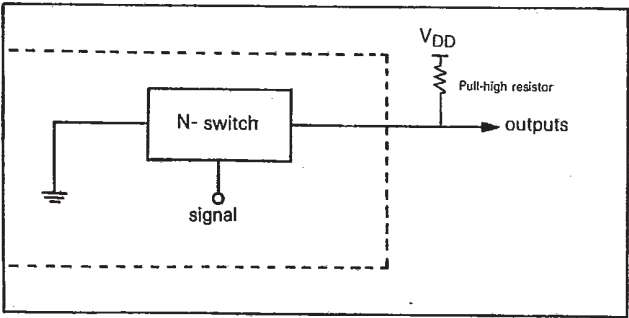 VDD
Pull-high resistor
N- switch
outputs
signal